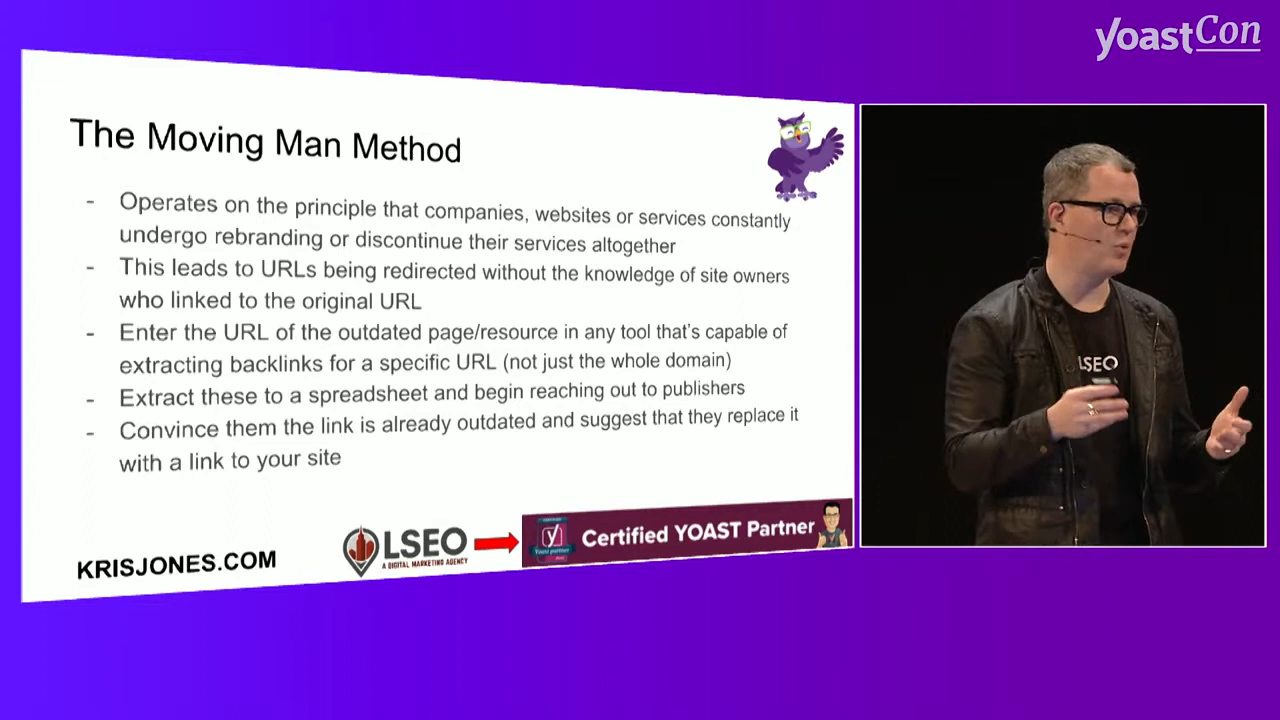 yoastCon
The Moving Man Method
- Operates on the principle that companies, websites or services constantly
undergo rebranding or discontinue their services altogether
- This leads to URLs being redirected without the knowledge of site owners
who linked to the original URL
- Enter the URL of the outdated page/resource in any tool that's capable of
extracting backlinks for a specific URL (not just the whole domain)
- Extract these to a spreadsheet and begin reaching out to publishers
- Convince them the link is already outdated and suggest that they replace it
with a link to your site
KRISJONES.COM
LSEO
A DIGITAL MARKETING AGENCY
y
Yoast partner
Certified YOAST Partner
LSEO